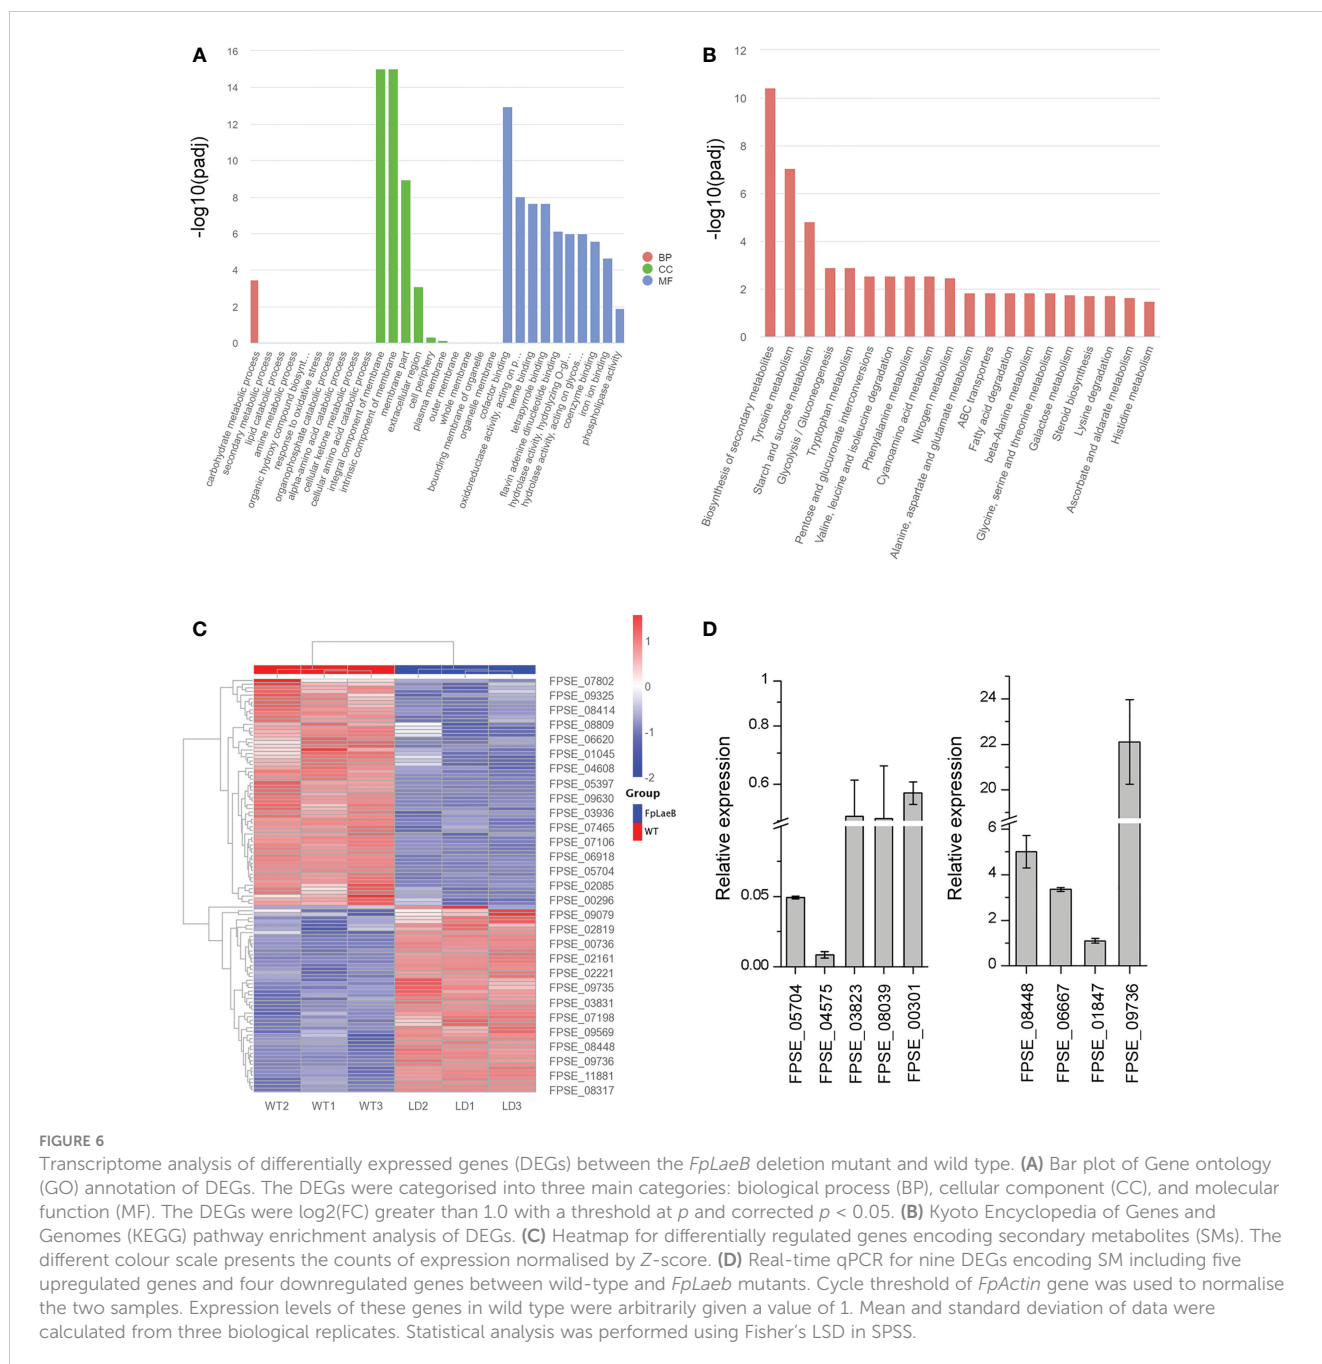 A
16
14
12
10
8
6
4
2
0
-log10(padj)
carbohydrate metabolic process
secondary metabolic process
lipid catabolic process
amine metabolic process
organic hydroxy compound biosynt...
response to oxidative stress
organophosphate catabolic process
alpha-amino acid catabolic process
cellular ketone metabolic process
cellular amino acid catabolic process
integral component of membrane
intrinsic component of membrane
membrane part
extracellular region
cell periphery
plasma membrane
outer membrane
whole membrane
bounding membrane of organelle
organelle membrane
cofactor binding
oxidoreductase activity, acting on p...
heme binding
tetrapyrrole binding
flavin adenine dinucleotide binding
hydrolase activity, hydrolyzing O-gl...
hydrolase activity, acting on glycos...
coenzyme binding
iron ion binding
phospholipase activity
BP
CC
MF
B
12
10
8
6
4
2
0
-log10(padj)
Biosynthesis of secondary metabolites
Tyrosine metabolism
Starch and sucrose metabolism
Glycolysis / Gluconeogenesis
Tryptophan metabolism
Pentose and glucuronate interconversions
Valine, leucine and isoleucine degradation
Phenylalanine metabolism
Cyanoamino acid metabolism
Nitrogen metabolism
Alanine, aspartate and glutamate metabolism
ABC transporters
Fatty acid degradation
beta-Alanine metabolism
Glycine, serine and threonine metabolism
Galactose metabolism
Steroid biosynthesis
Lysine degradation
Ascorbate and aldarate metabolism
Histidine metabolism
C
FPSE_07802
FPSE_09325
FPSE_08414
FPSE_08809
FPSE_06620
FPSE_01045
FPSE_04608
FPSE_05397
FPSE_09630
FPSE_03936
FPSE_07465
FPSE_07106
FPSE_06918
FPSE_05704
FPSE_02085
FPSE_00296
FPSE_09079
FPSE_02819
FPSE_00736
FPSE_02161
FPSE_02221
FPSE_09735
FPSE_03831
FPSE_07198
FPSE_09569
FPSE_08448
FPSE_09736
FPSE_11881
FPSE_08317
WT2 WT1 WT3 LD2 LD1 LD3
1
0
-1
-2
Group
FpLaeB
WT
D
Relative expression
1
0.8
0.6
0.05
0.00
FPSE_05704
FPSE_04575
FPSE_03823
FPSE_08039
FPSE_00301
Relative expression
24
22
20
6
4
2
0
FPSE_08448
FPSE_06667
FPSE_01847
FPSE_09736
FIGURE 6
Transcriptome analysis of differentially expressed genes (DEGs) between the FpLaeB deletion mutant and wild type. (A) Bar plot of Gene ontology
(GO) annotation of DEGs. The DEGs were categorised into three main categories: biological process (BP), cellular component (CC), and molecular
function (MF). The DEGs were log2(FC) greater than 1.0 with a threshold at p and corrected p < 0.05. (B) Kyoto Encyclopedia of Genes and
Genomes (KEGG) pathway enrichment analysis of DEGs. (C) Heatmap for differentially regulated genes encoding secondary metabolites (SMs). The
different colour scale presents the counts of expression normalised by Z-score. (D) Real-time qPCR for nine DEGs encoding SM including five
upregulated genes and four downregulated genes between wild-type and FpLaeb mutants. Cycle threshold of FpActin gene was used to normalise
the two samples. Expression levels of these genes in wild type were arbitrarily given a value of 1. Mean and standard deviation of data were
calculated from three biological replicates. Statistical analysis was performed using Fisher's LSD in SPSS.